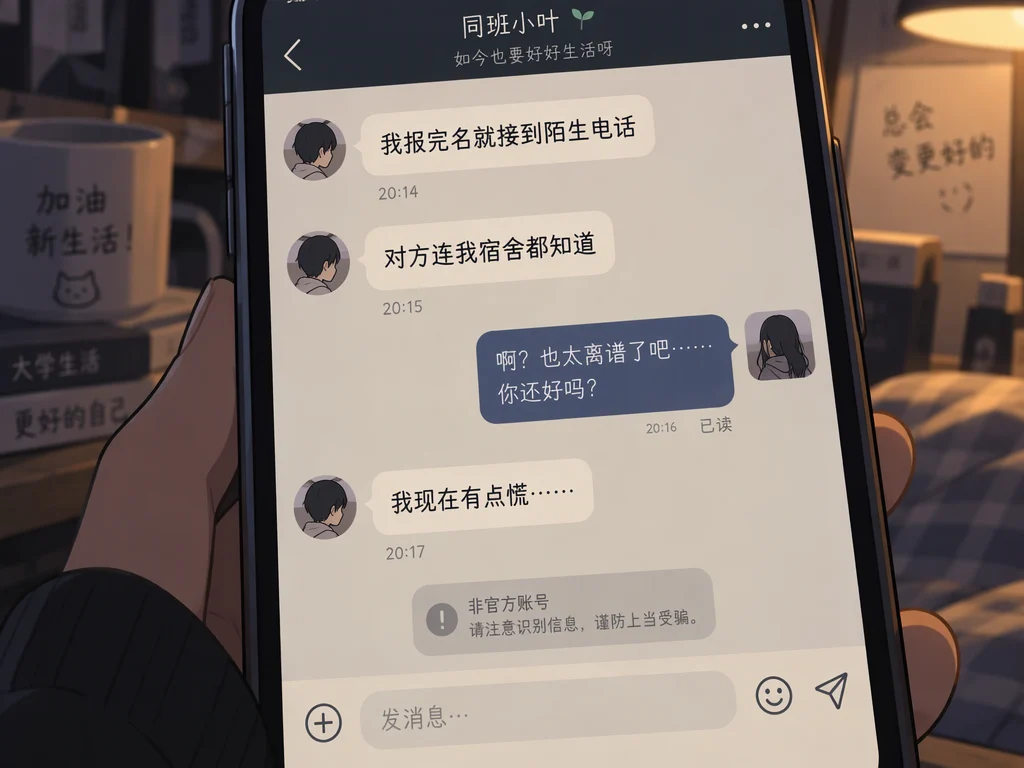 同班小叶
如今也要好好生活呀
我报完名就接到陌生电话
20:14
对方连我宿舍都知道
20:15
啊？也太离谱了吧……
你还好吗？
20:16 已读
我现在有点慌……
20:17
非官方账号
请注意识别信息，谨防上当受骗。
发消息…
加油
新生活！
大学生活
更好的自己
总会
变更好的